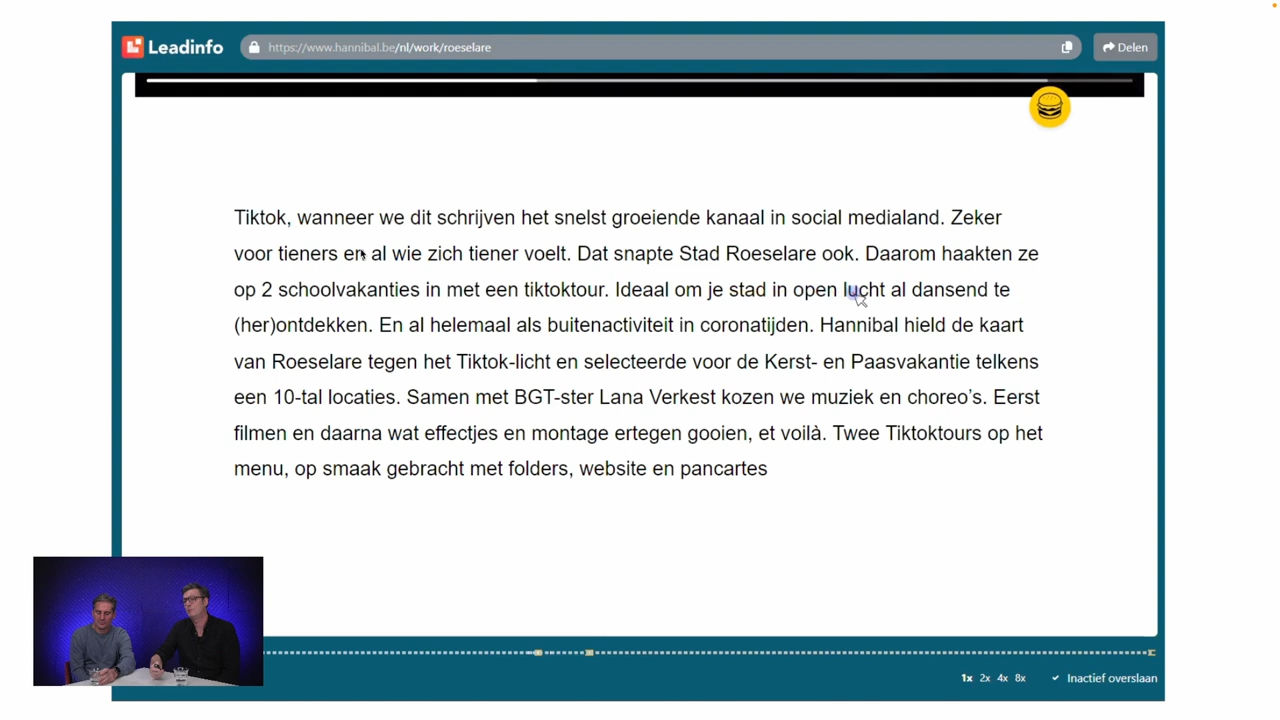 Leadinfo
https://www.hannibal.be/nl/work/roeselare
Delen
Tiktok, wanneer we dit schrijven het snelst groeiende kanaal in social medialand. Zeker
voor tieners en al wie zich tiener voelt. Dat snapte Stad Roeselare ook. Daarom haakten ze
op 2 schoolvakanties in met een tiktoktour. Ideaal om je stad in open lucht al dansend te
(her)ontdekken. En al helemaal als buitenactiviteit in coronatijden. Hannibal hield de kaart
van Roeselare tegen het Tiktok-licht en selecteerde voor de Kerst- en Paasvakantie telkens
een 10-tal locaties. Samen met BGT-ster Lana Verkest kozen we muziek en choreo’s. Eerst
filmen en daarna wat effectjes en montage ertegen gooien, et voilà. Twee Tiktoktours op het
menu, op smaak gebracht met folders, website en pancartes
1x 2x 4x 8x Inactief overslaan